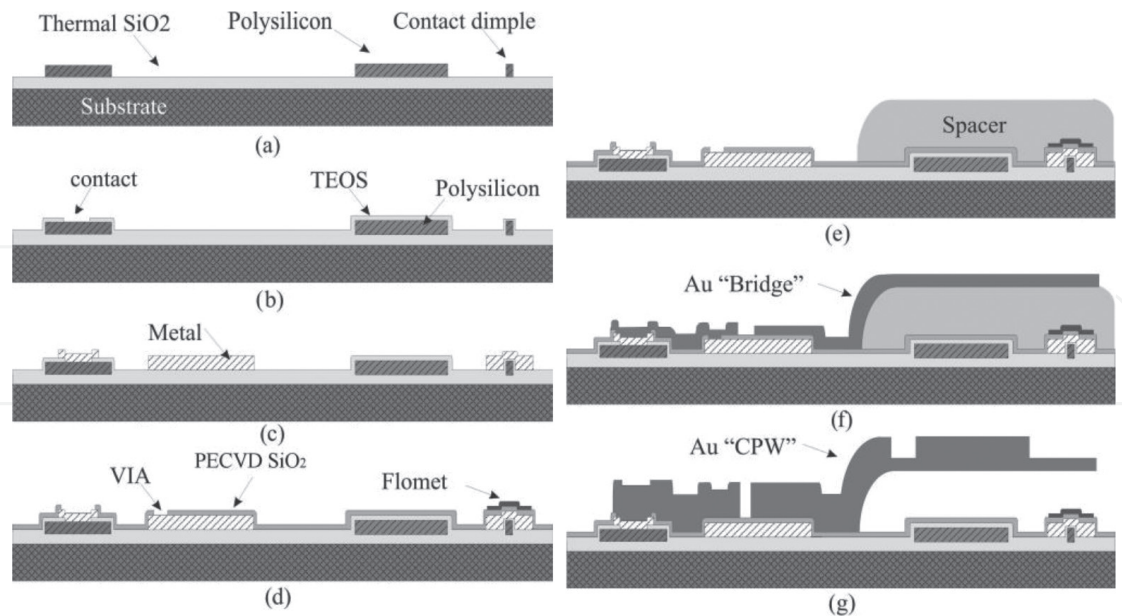 Thermal SiO2
Polysilicon
Contact dimple
Substrate
(a)
contact
TEOS
Polysilicon
(b)
Metal
(c)
VIA
PECVD SiO₂
Flomet
(d)
Spacer
(e)
Au “Bridge”
(f)
Au “CPW”
(g)